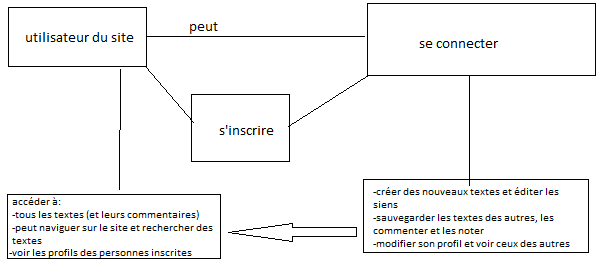 utilisateur du site
peut
se connecter
s'inscrire
accéder à:
-tous les textes (et leurs commentaires)
-peut naviguer sur le site et rechercher des
textes
-voir les profils des personnes inscrites
-créer des nouveaux textes et éditer les
siens
-sauvegarder les textes des autres, les
commenter et les noter
-modifier son profil et voir ceux des autres